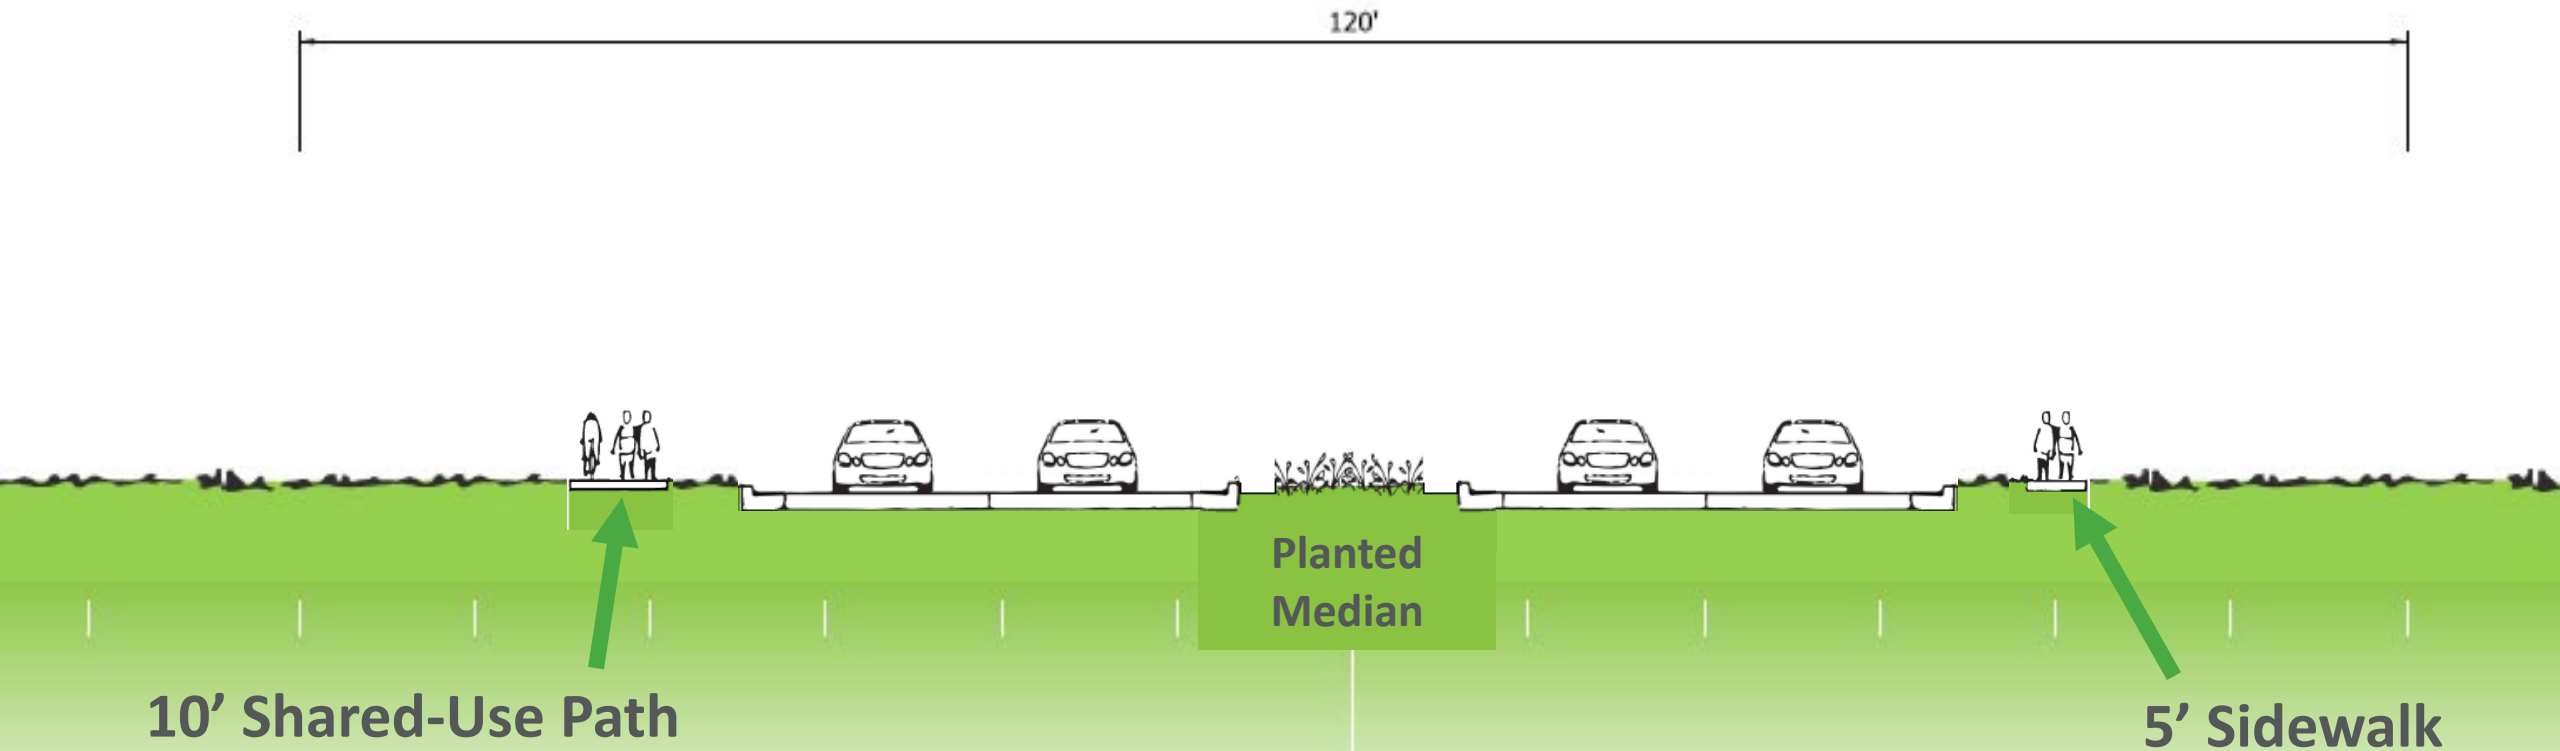 120'
Planted
Median
10’ Shared-Use Path
5’ Sidewalk